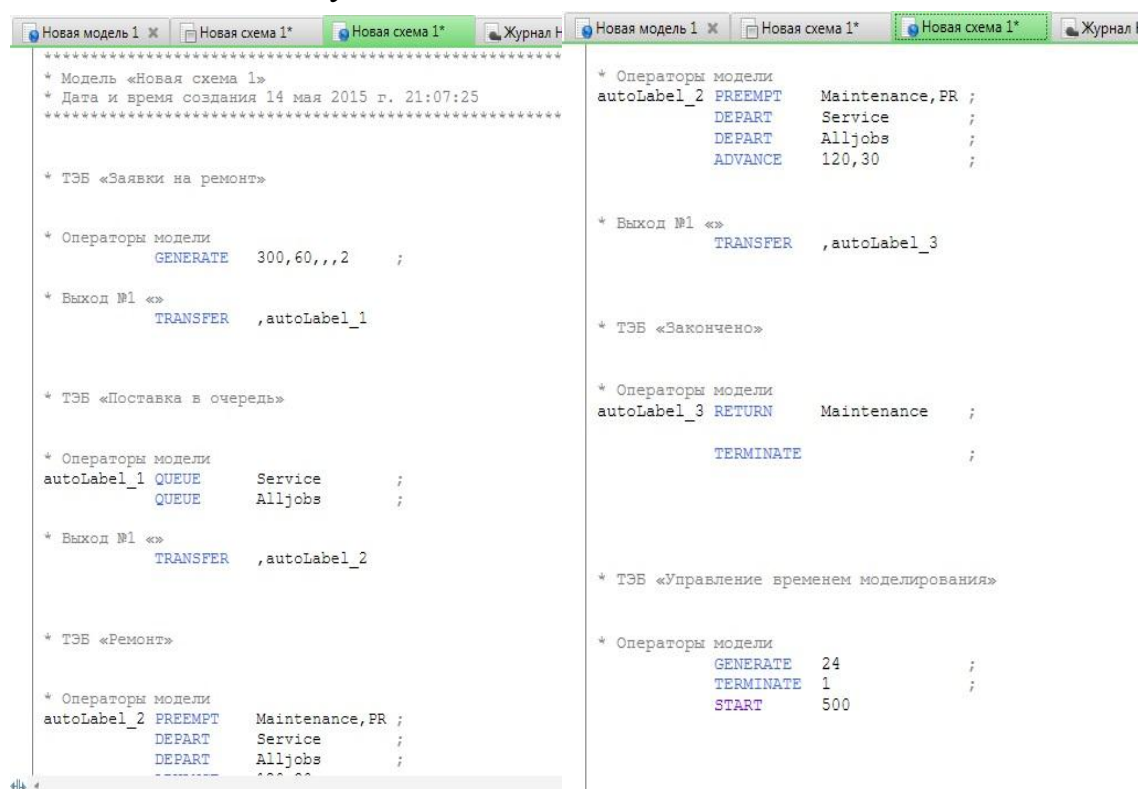 Новая модель 1 Новая схема 1* Новая схема 1* Журнал Н
****************************************************
* Модель «Новая схема 1»
* Дата и время создания 14 мая 2015 г. 21:07:25
****************************************************
* ТЭБ «Заявки на ремонт»
* Операторы модели
GENERATE 300,60,,,2 ;
* Выход №1 «»
TRANSFER ,autoLabel_1
* ТЭБ «Поставка в очередь»
* Операторы модели
autoLabel_1 QUEUE Service ;
QUEUE Alljobs ;
* Выход №1 «»
TRANSFER ,autoLabel_2
* ТЭБ «Ремонт»
* Операторы модели
autoLabel_2 PREEMPT Maintenance,PR ;
DEPART Service ;
DEPART Alljobs ;
Новая модель 1 Новая схема 1* Новая схема 1* Журнал
* Операторы модели
autoLabel_2 PREEMPT Maintenance,PR ;
DEPART Service ;
DEPART Alljobs ;
ADVANCE 120,30 ;
* Выход №1 «»
TRANSFER ,autoLabel_3
* ТЭБ «Закончено»
* Операторы модели
autoLabel_3 RETURN Maintenance ;
TERMINATE ;
* ТЭБ «Управление временем моделирования»
* Операторы модели
GENERATE 24 ;
TERMINATE 1 ;
START 500